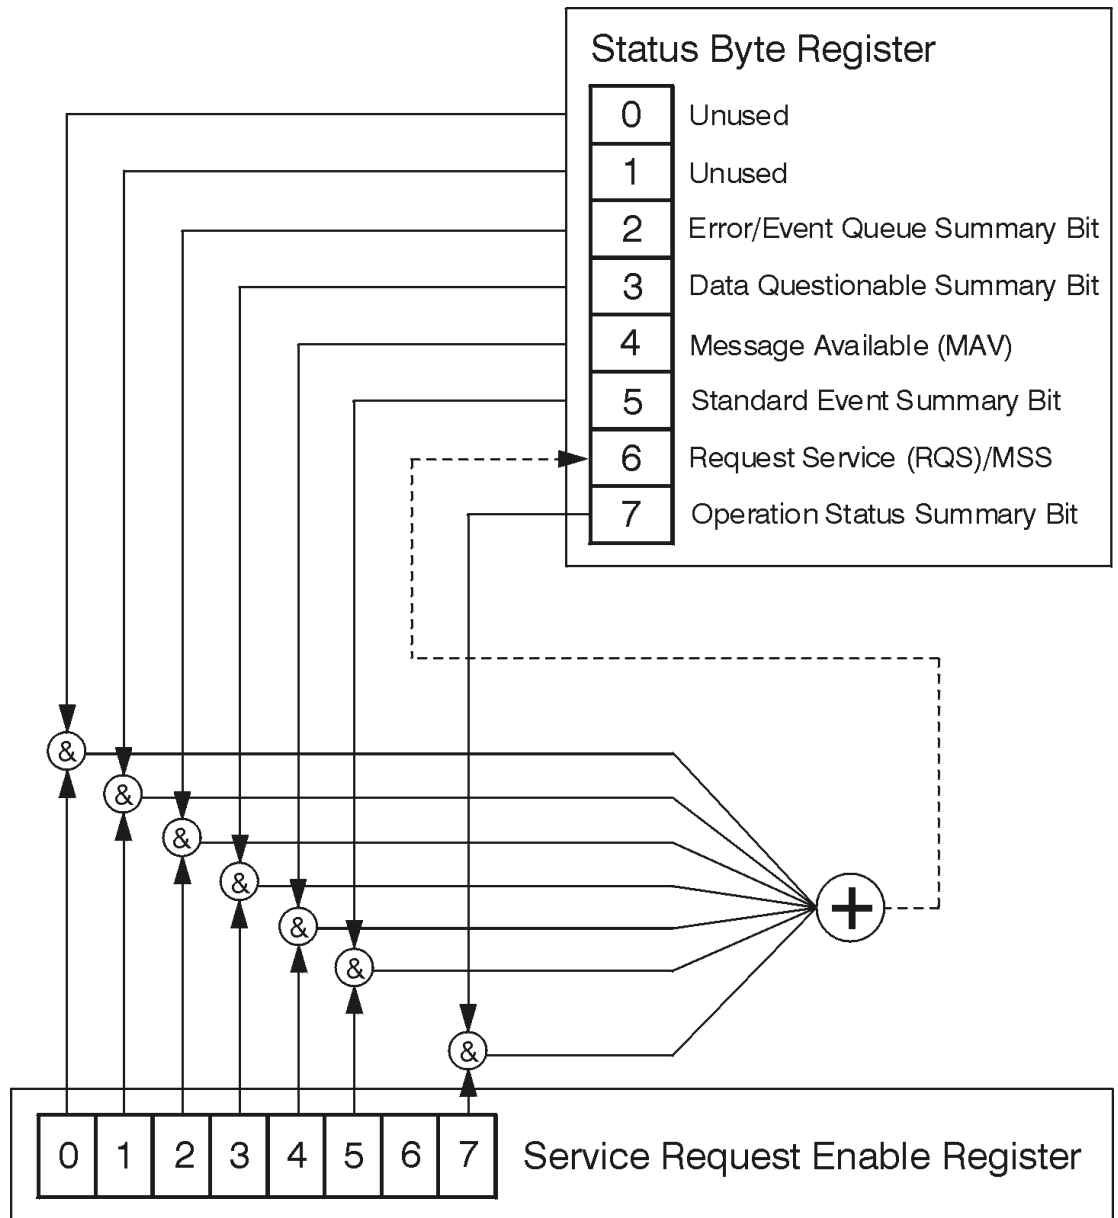 Status Byte Register
0 Unused
1 Unused
2 Error/Event Queue Summary Bit
3 Data Questionable Summary Bit
4 Message Available (MAV)
5 Standard Event Summary Bit
6 Request Service (RQS)/MSS
7 Operation Status Summary Bit
&
&
&
&
&
&
&
+
0 1 2 3 4 5 6 7 Service Request Enable Register